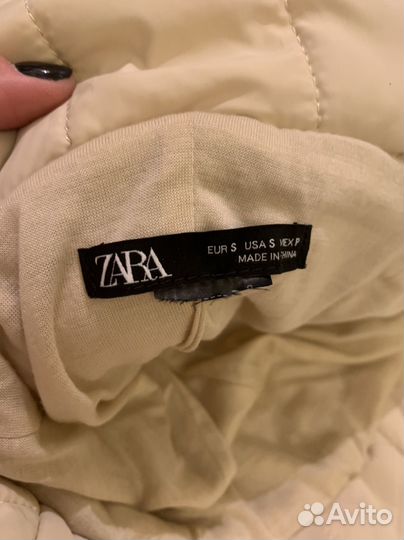 ZARA
EUR S USA S MEX P
MADE IN CHINA
Avito